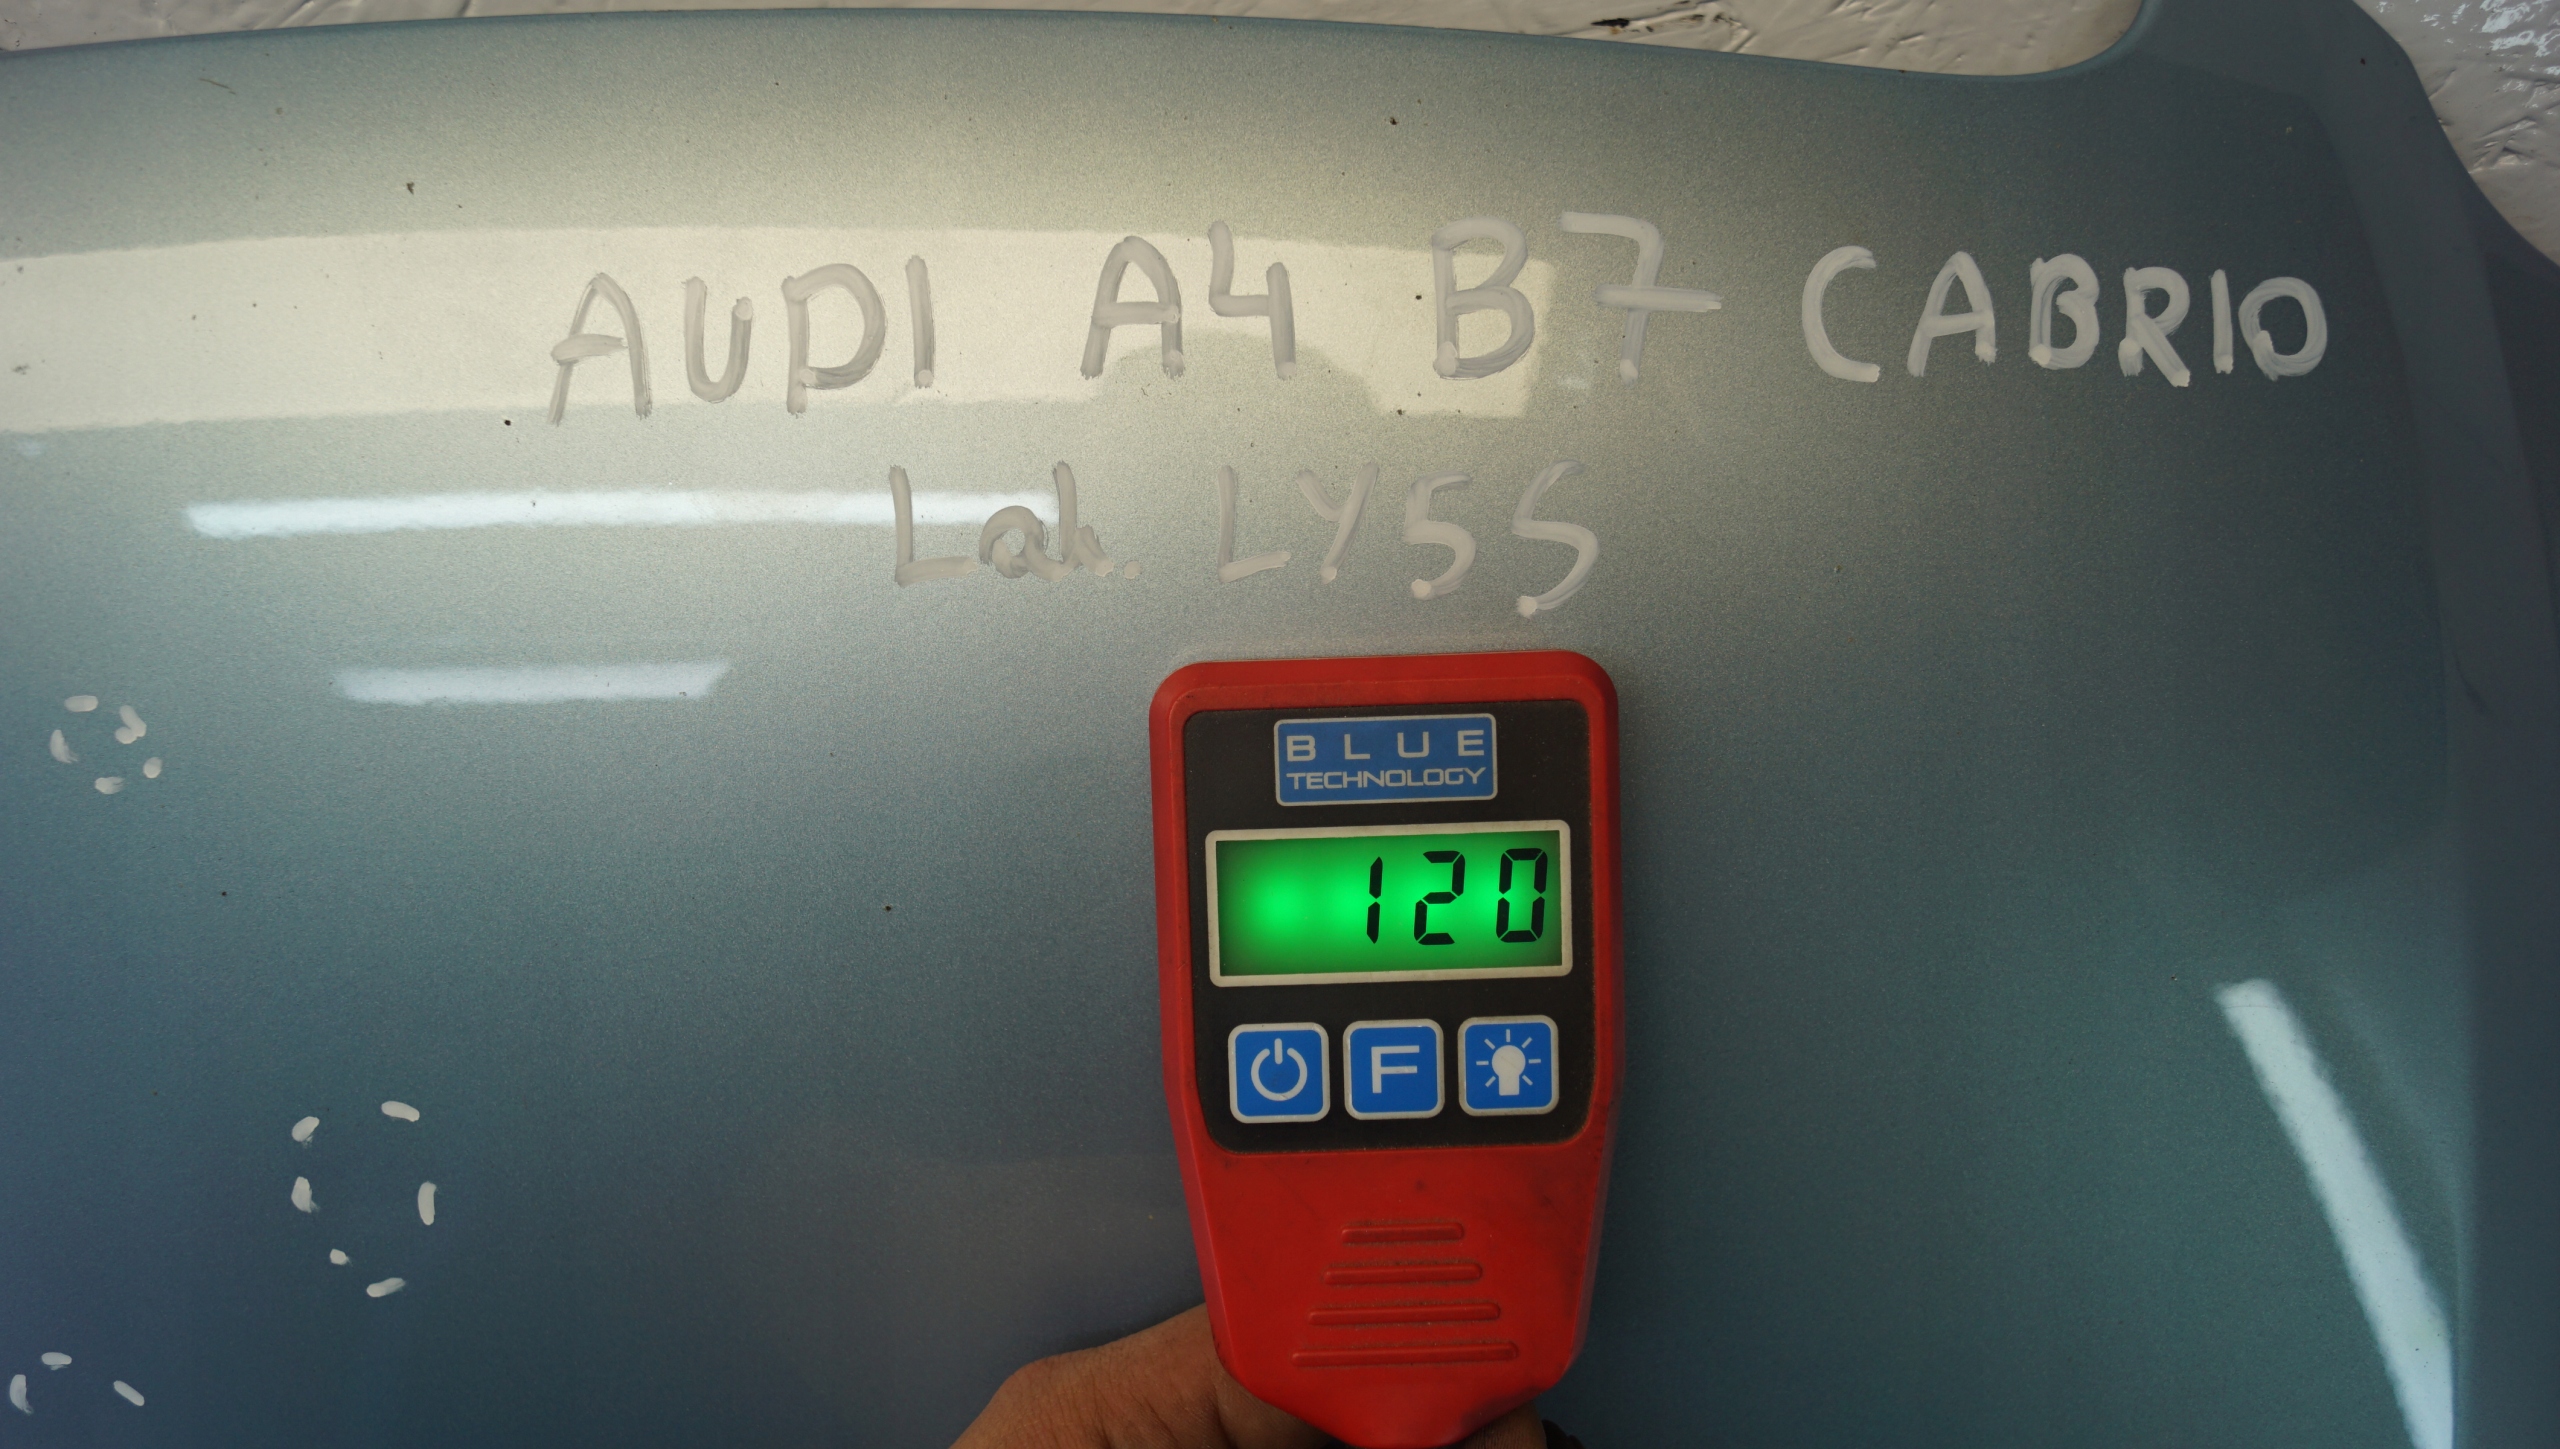 AUDI A4 B7 CABRIO
Lak. LY5S
BLUE
TECHNOLOGY
120
F